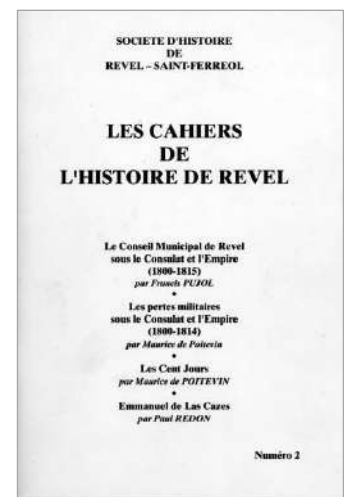 SOCIETE D'HISTOIRE
DE
REVEL – SAINT-FERREOL
LES CAHIERS
DE
L'HISTOIRE DE REVEL
Le Conseil Municipal de Revel
sous le Consulat et l'Empire
(1800-1815)
par Francis PUJOL
Les pertes militaires
sous le Consulat et l'Empire
(1800-1814)
par Maurice de Poitevin
Les Cent Jours
par Maurice de POITEVIN
Emmanuel de Las Cazes
par Paul REDON
Numéro 2